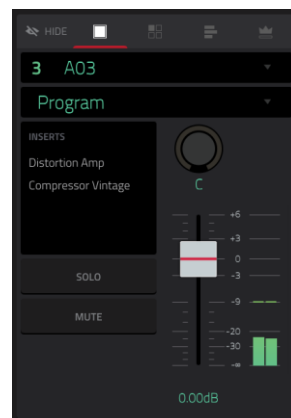 HIDE
3 A03
Program
INSERTS
Distortion Amp
Compressor Vintage
C
+6
+3
0
-3
-9
-20
-30
-∞
SOLO
MUTE
0.00dB